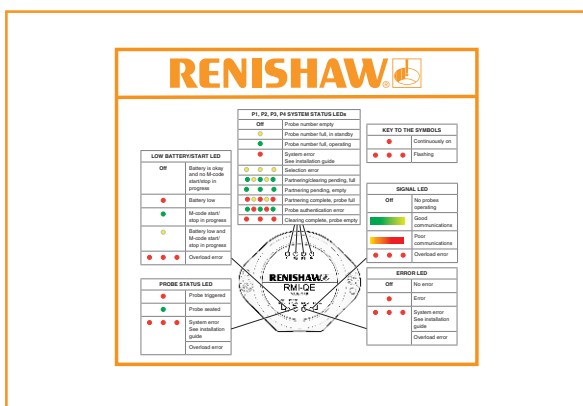 RENISHAW
P1, P2, P3, P4 SYSTEM STATUS LEDs
Off Probe number empty
Probe number full, in standby
Probe number full, operating
System error
See installation guide
Selection error
Partnering/clearing pending, full
Partnering pending, empty
Partnering complete, probe full
Probe authentication error
Clearing complete, probe empty
KEY TO THE SYMBOLS
Continuously on
Flashing
LOW BATTERY/START LED
Off Battery is okay
and no M-code
start/stop in
progress
Battery low
M-code start/
stop in progress
Battery low and
M-code start/
stop in progress
Overload error
SIGNAL LED
Off No probes
operating
Good
communications
Poor
communications
Overload error
RENISHAW
RMI-QE
PROBE STATUS LED
Probe triggered
Probe seated
System error
See installation
guide
Overload error
ERROR LED
Off No error
Error
System error
See installation
guide
Overload error